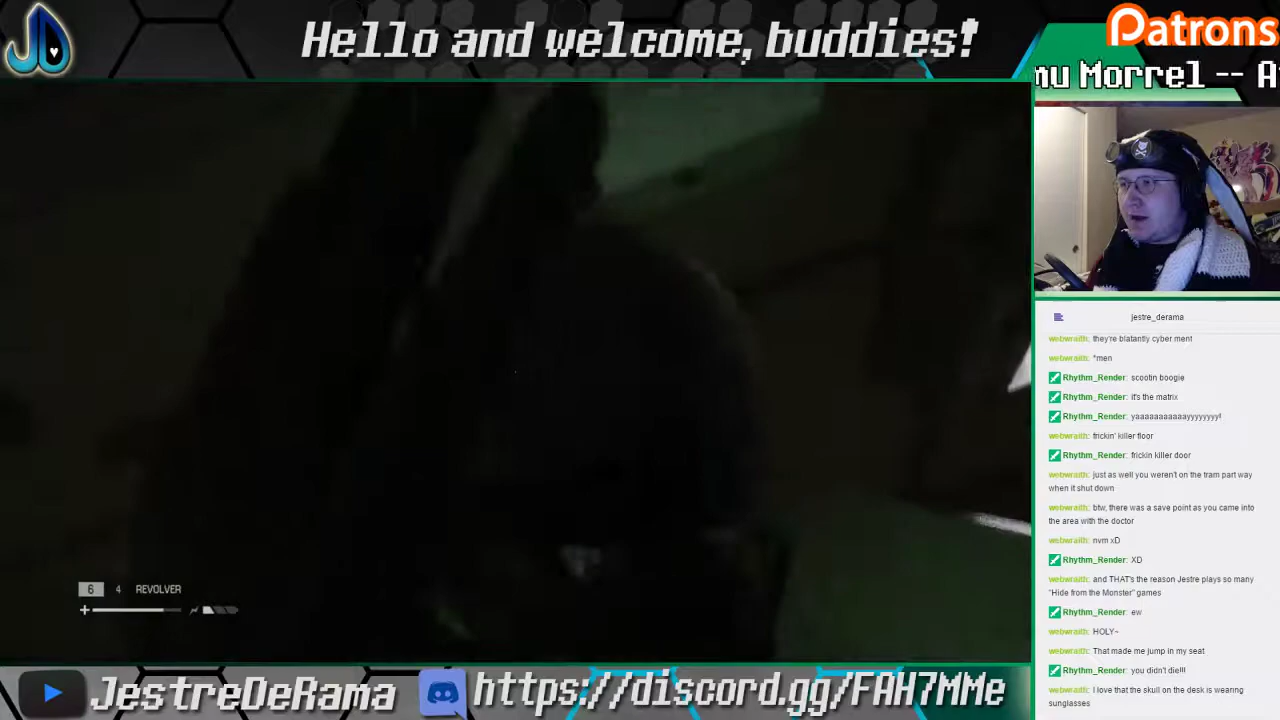 Hello and welcome, buddies!
Patrons
mu Morrel -- A
jestre_derama
webwraith: they're blatantly cyber ment
webwraith: *men
Rhythm_Render: scootin boogie
Rhythm_Render: it's the matrix
Rhythm_Render: yaaaaaaaaaayyyyyyy!!
webwraith: frickin' killer floor
Rhythm_Render: frickin killer door
webwraith: just as well you weren't on the tram part way
when it shut down
webwraith: btw, there was a save point as you came into
the area with the doctor
webwraith: nvm xD
Rhythm_Render: XD
webwraith: and THAT's the reason Jestre plays so many
"Hide from the Monster" games
Rhythm_Render: ew
webwraith: HOLY~
webwraith: That made me jump in my seat
Rhythm_Render: you didn't die!!!
webwraith: I love that the skull on the desk is wearing
sunglasses
6 4 REVOLVER
JestreDeRama
https://discord.gg/FAH7MMe